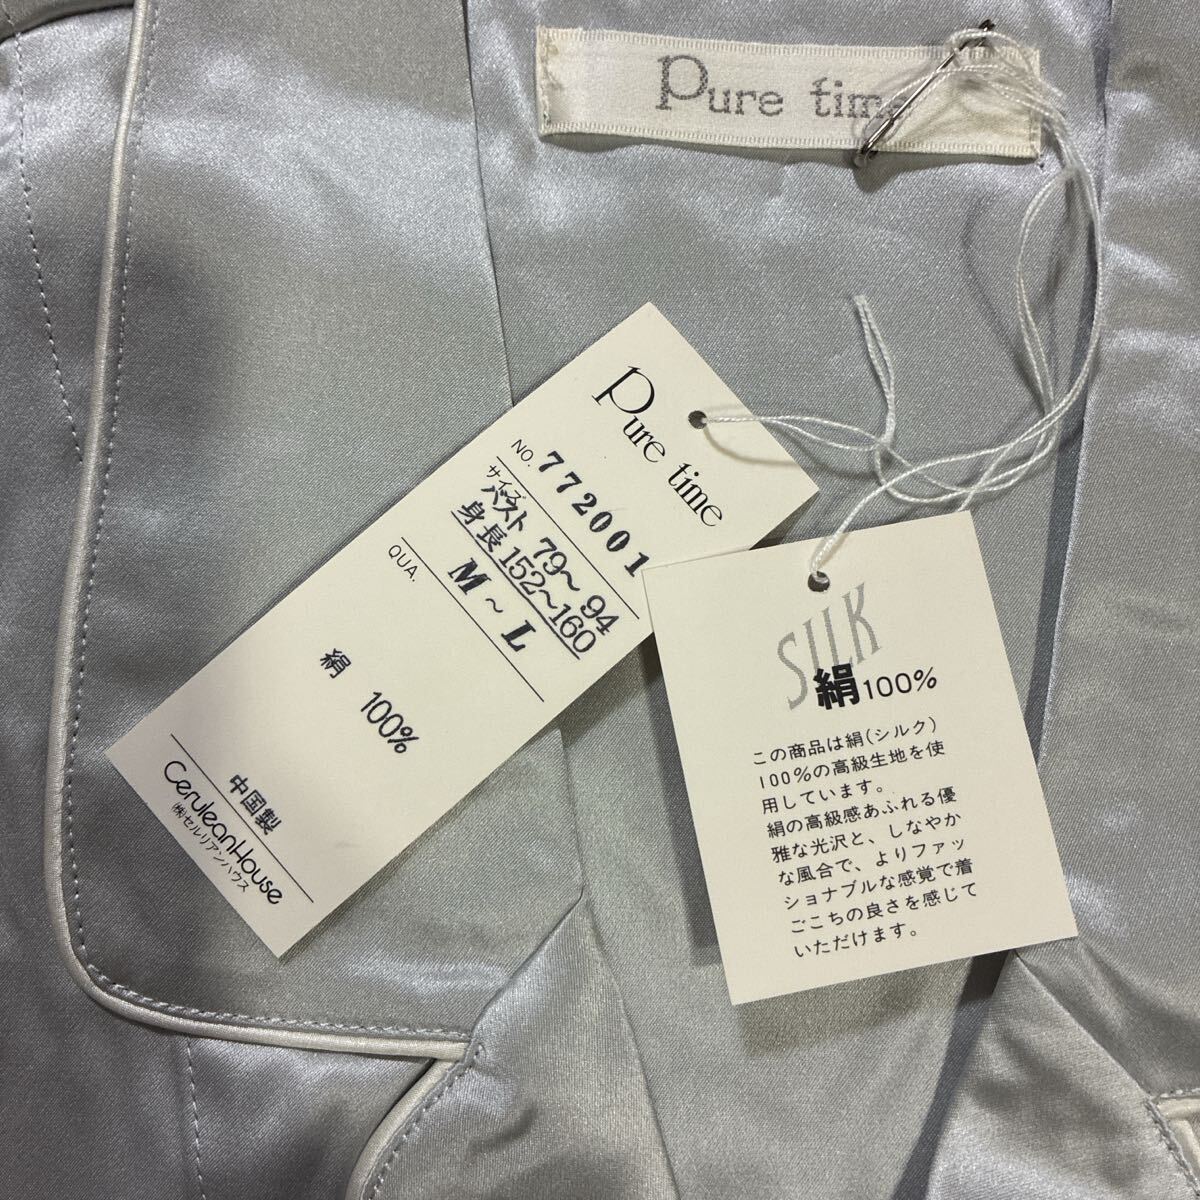 Pure time
Pure time
NO. 772001
サイズ
バスト 79～94
身長 152～160
M～L
QUA.
絹 100%
中国製
CeruleanHouse
㈱セルリアンハウス
SILK
絹100%
この商品は絹(シルク)
100%の高級生地を使
用しています。
絹の高級感あふれる優
雅な光沢と、しなやか
な風合で、よりファッ
ショナブルな感覚で着
ごこちの良さを感じて
いただけます。